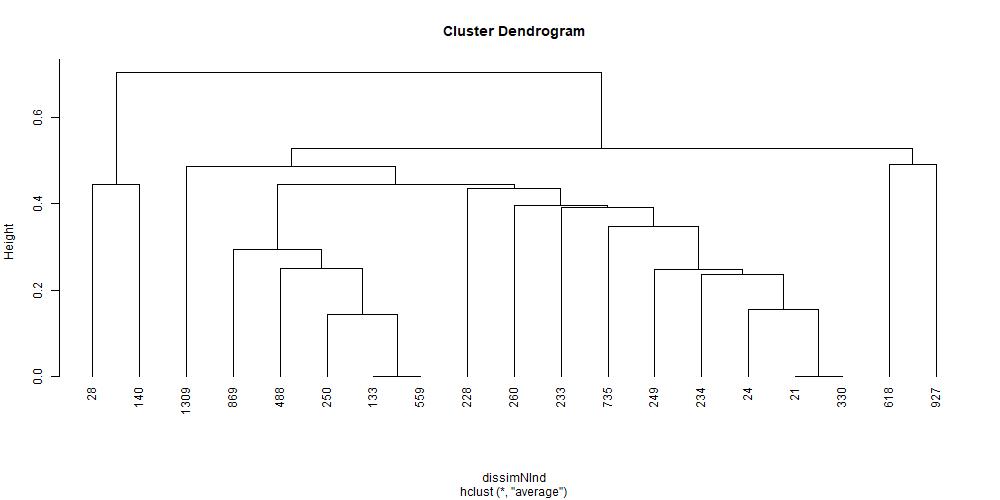 Cluster Dendrogram
Height
0.6
0.4
0.2
0.0
28 140 1309 869 488 250 133 559 228 260 233 735 249 234 24 21 330 618 927
dissimNInd
hclust (*, "average")